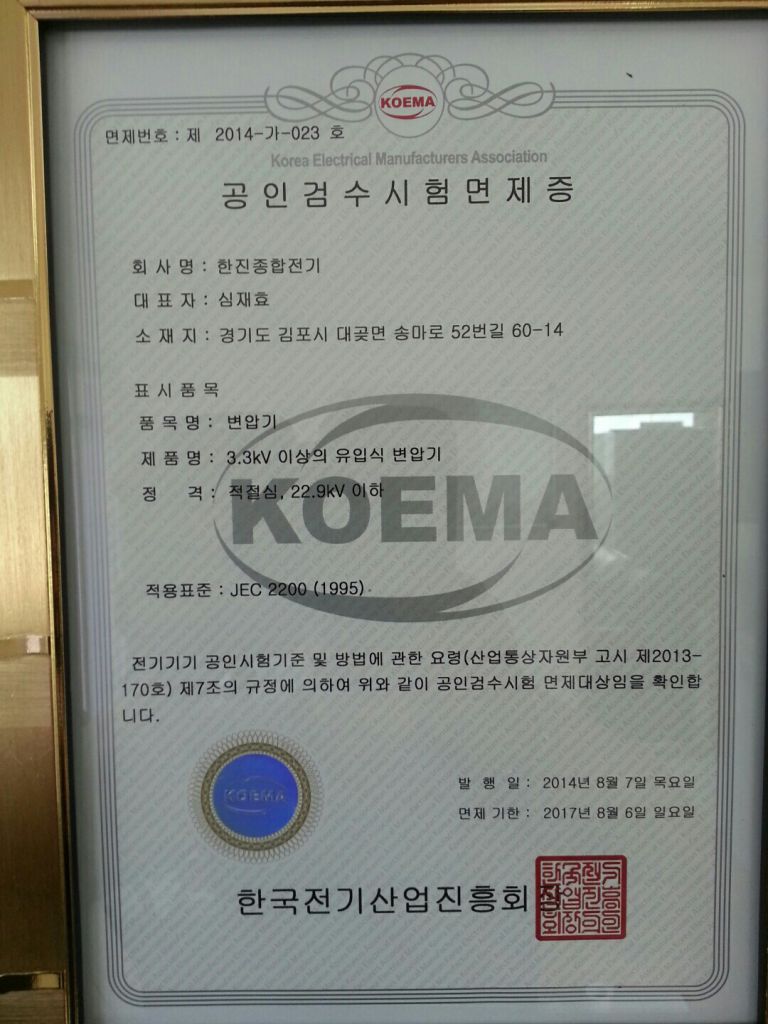 KOEMA
면제번호 : 제 2014-가-023 호
Korea Electrical Manufacturers Association
공인검수시험면제증
회 사 명 : 한진종합전기
대 표 자 : 심재효
소 재 지 : 경기도 김포시 대곶면 송마로 52번길 60-14
표 시 품 목
품 목 명 : 변압기
제 품 명 : 3.3kV 이상의 유입식 변압기
정 격 : 적절심, 22.9kV 이하
KOEMA
적용표준 : JEC 2200 (1995)
전기기기 공인시험기준 및 방법에 관한 요령(산업통상자원부 고시 제2013-
170호) 제7조의 규정에 의하여 위와 같이 공인검수시험 면제대상임을 확인합
니다.
KOEMA
발 행 일 : 2014년 8월 7일 목요일
면제 기한 : 2017년 8월 6일 일요일
한국전기산업진흥회장